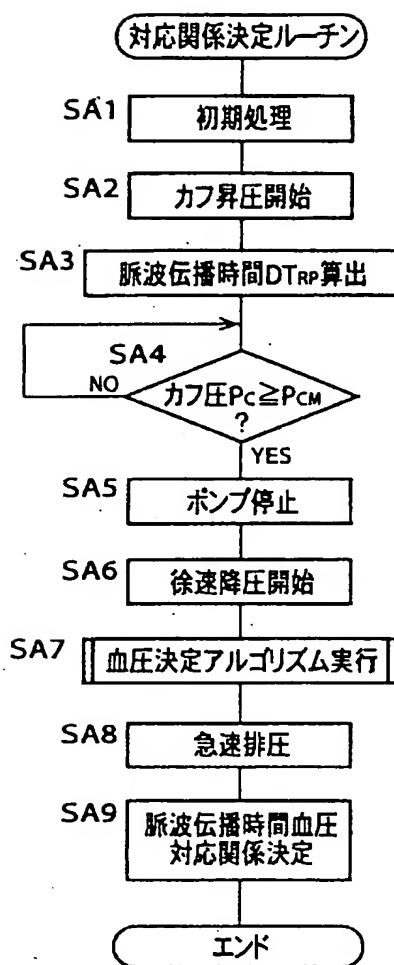 対応関係決定ルーチン
SA1
初期処理
SA2
カフ昇圧開始
SA3
脈波伝播時間DTRP算出
SA4
NO
カフ圧PC≧PCM
?
YES
SA5
ポンプ停止
SA6
徐速降圧開始
SA7
血圧決定アルゴリズム実行
SA8
急速排圧
SA9
脈波伝播時間血圧
対応関係決定
エンド